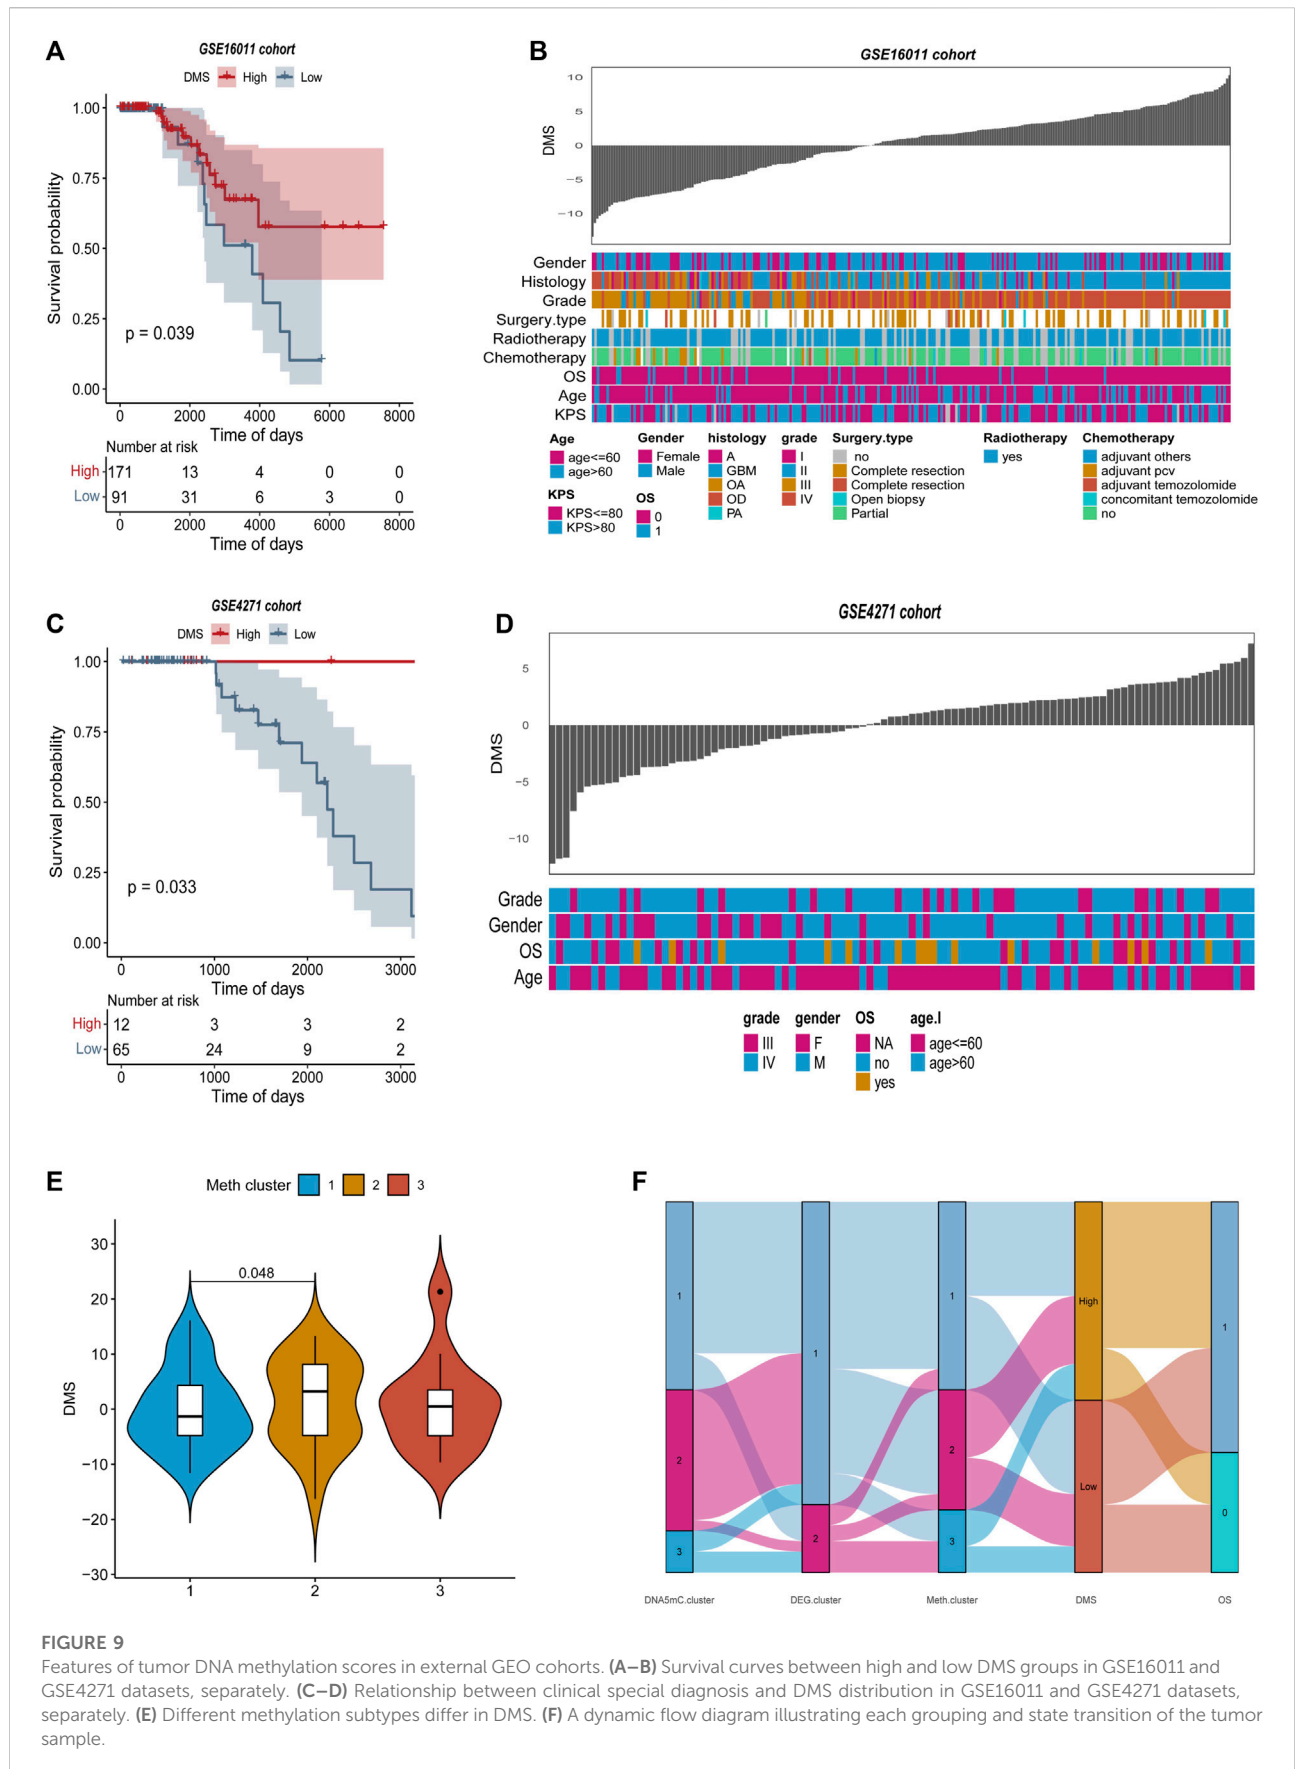 A
GSE16011 cohort
DMS High Low
Survival probability
1.00
0.75
0.50
0.25
0.00
p = 0.039
0 2000 4000 6000 8000
Time of days
Number at risk
High 171 13 4 0 0
Low 91 31 6 3 0
0 2000 4000 6000 8000
Time of days
B
GSE16011 cohort
DMS
10
5
0
−5
−10
Gender
Histology
Grade
Surgery.type
Radiotherapy
Chemotherapy
OS
Age
KPS
Age
age<=60
age>60
KPS
KPS<=80
KPS>80
Gender
Female
Male
OS
0
1
histology
A
GBM
OA
OD
PA
grade
I
II
III
IV
Surgery.type
no
Complete resection
Complete resection
Open biopsy
Partial
Radiotherapy
yes
Chemotherapy
adjuvant others
adjuvant pcv
adjuvant temozolomide
concomitant temozolomide
no
C
GSE4271 cohort
DMS High Low
Survival probability
1.00
0.75
0.50
0.25
0.00
p = 0.033
0 1000 2000 3000
Time of days
Number at risk
High 12 3 3 2
Low 65 24 9 2
0 1000 2000 3000
Time of days
D
GSE4271 cohort
DMS
5
0
−5
−10
Grade
Gender
OS
Age
grade
III
IV
gender
F
M
OS
NA
no
yes
age.l
age<=60
age>60
E
Meth cluster 1 2 3
DMS
30
20
10
0
−10
−20
−30
0.048
1 2 3
F
1
2
3
1
2
1
2
3
High
Low
1
0
DNA5mC.cluster DEG.cluster Meth.cluster DMS OS
FIGURE 9
Features of tumor DNA methylation scores in external GEO cohorts. (A–B) Survival curves between high and low DMS groups in GSE16011 and
GSE4271 datasets, separately. (C–D) Relationship between clinical special diagnosis and DMS distribution in GSE16011 and GSE4271 datasets,
separately. (E) Different methylation subtypes differ in DMS. (F) A dynamic flow diagram illustrating each grouping and state transition of the tumor
sample.